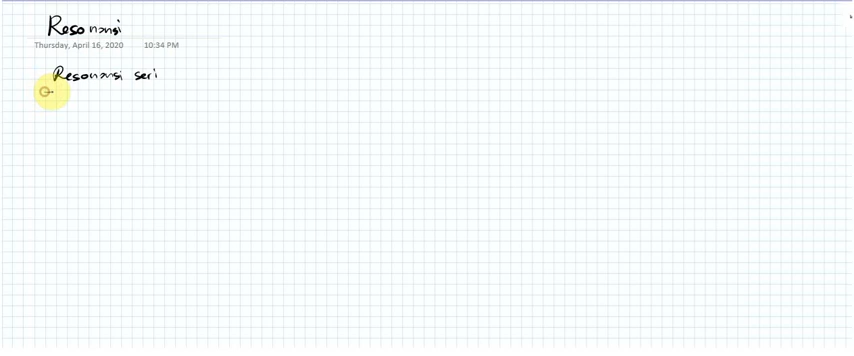 Resonansi
Thursday, April 16, 2020 10:34 PM
Resonansi seri